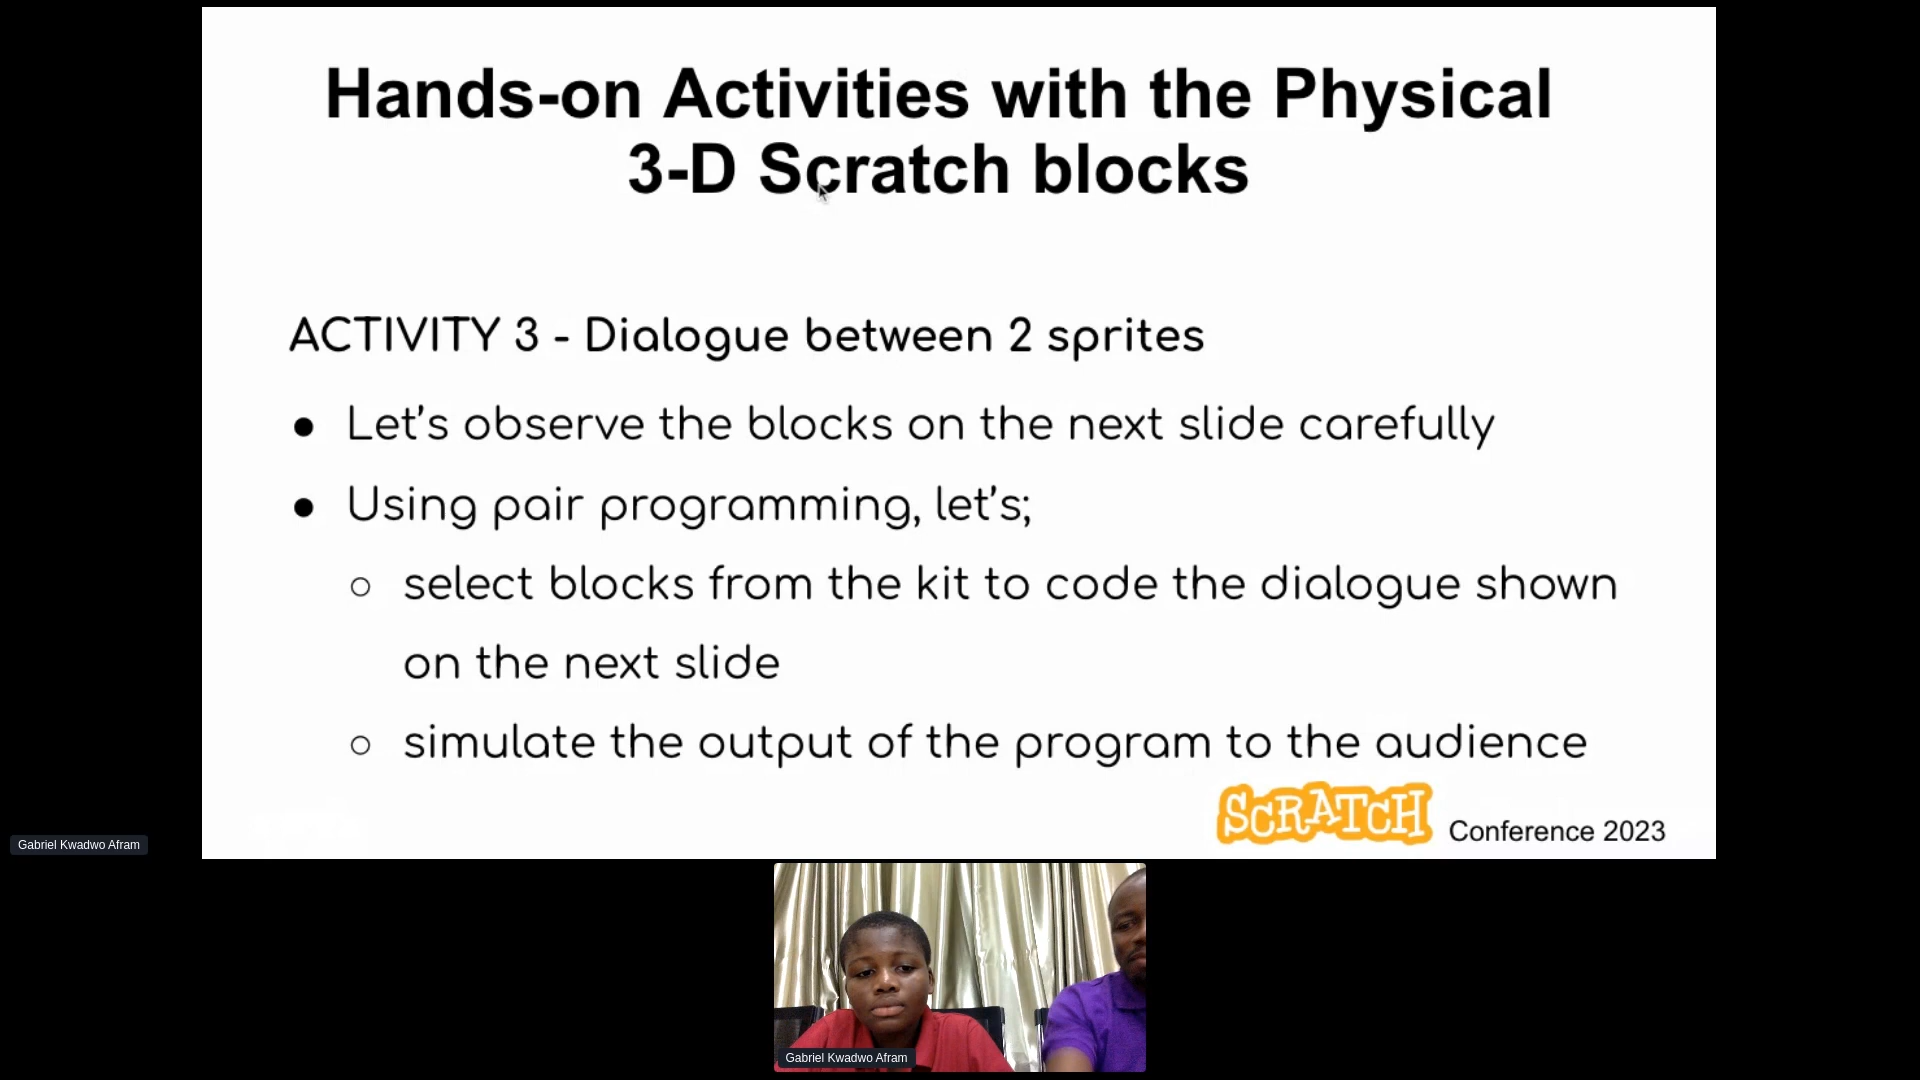 Hands-on Activities with the Physical
3-D Scratch blocks
ACTIVITY 3 - Dialogue between 2 sprites
● Let's observe the blocks on the next slide carefully
● Using pair programming, let's;
○ select blocks from the kit to code the dialogue shown
on the next slide
○ simulate the output of the program to the audience
SCRATCH Conference 2023
Gabriel Kwadwo Afram
Gabriel Kwadwo Afram